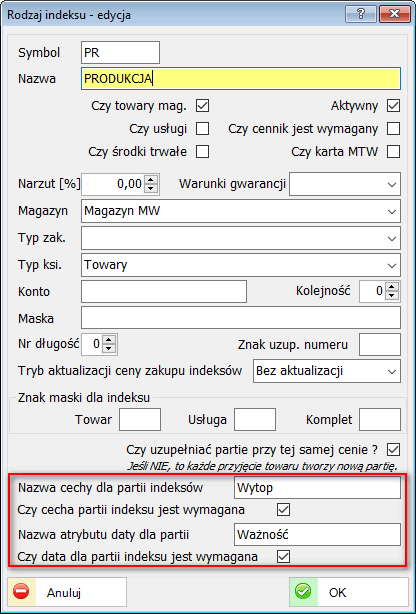 Rodzaj indeksu - edycja ? X
Symbol PR
Nazwa PRODUKCJA
Czy towary mag. Aktywny
Czy usługi Czy cennik jest wymagany
Czy środki trwałe Czy karta MTW
Narzut [%] 0,00 Warunki gwarancji
Magazyn Magazyn MW
Typ zak.
Typ ksi. Towary
Konto Kolejność 0
Maska
Nr długość 0 Znak uzup. numeru
Tryb aktualizacji ceny zakupu indeksów Bez aktualizacji
Znak maski dla indeksu
Towar Usługa Komplet
Czy uzupełniać partie przy tej samej cenie ?
Jeśli NIE, to każde przyjęcie towaru tworzy nową partię.
Nazwa cechy dla partii indeksów Wytop
Czy cecha partii indeksu jest wymagana
Nazwa atrybutu daty dla partii Ważność
Czy data dla partii indeksu jest wymagana
Anuluj OK